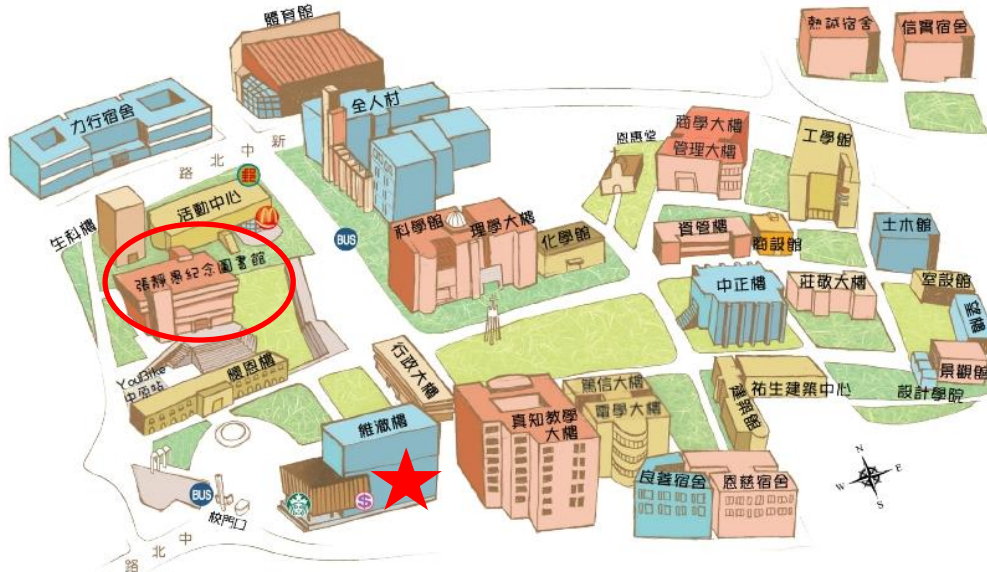 體育館
熱誠宿舍
信實宿舍
力行宿舍
全人村
新
中
北
路
恩惠堂
商學大樓
管理大樓
工學館
郵
活動中心
生科樓
BUS
科學館
理學大樓
化學館
資管樓
商設館
土木館
張靜愚紀念圖書館
中正樓
莊敬大樓
室設館
YouBike
中原站
懷恩樓
行政大樓
景觀館
設計學院
篤信大樓
電學大樓
真知教學
大樓
建築館
祐生建築中心
維澈樓
良善宿舍
恩慈宿舍
N
W
E
S
BUS
校門口
$
中
北
路